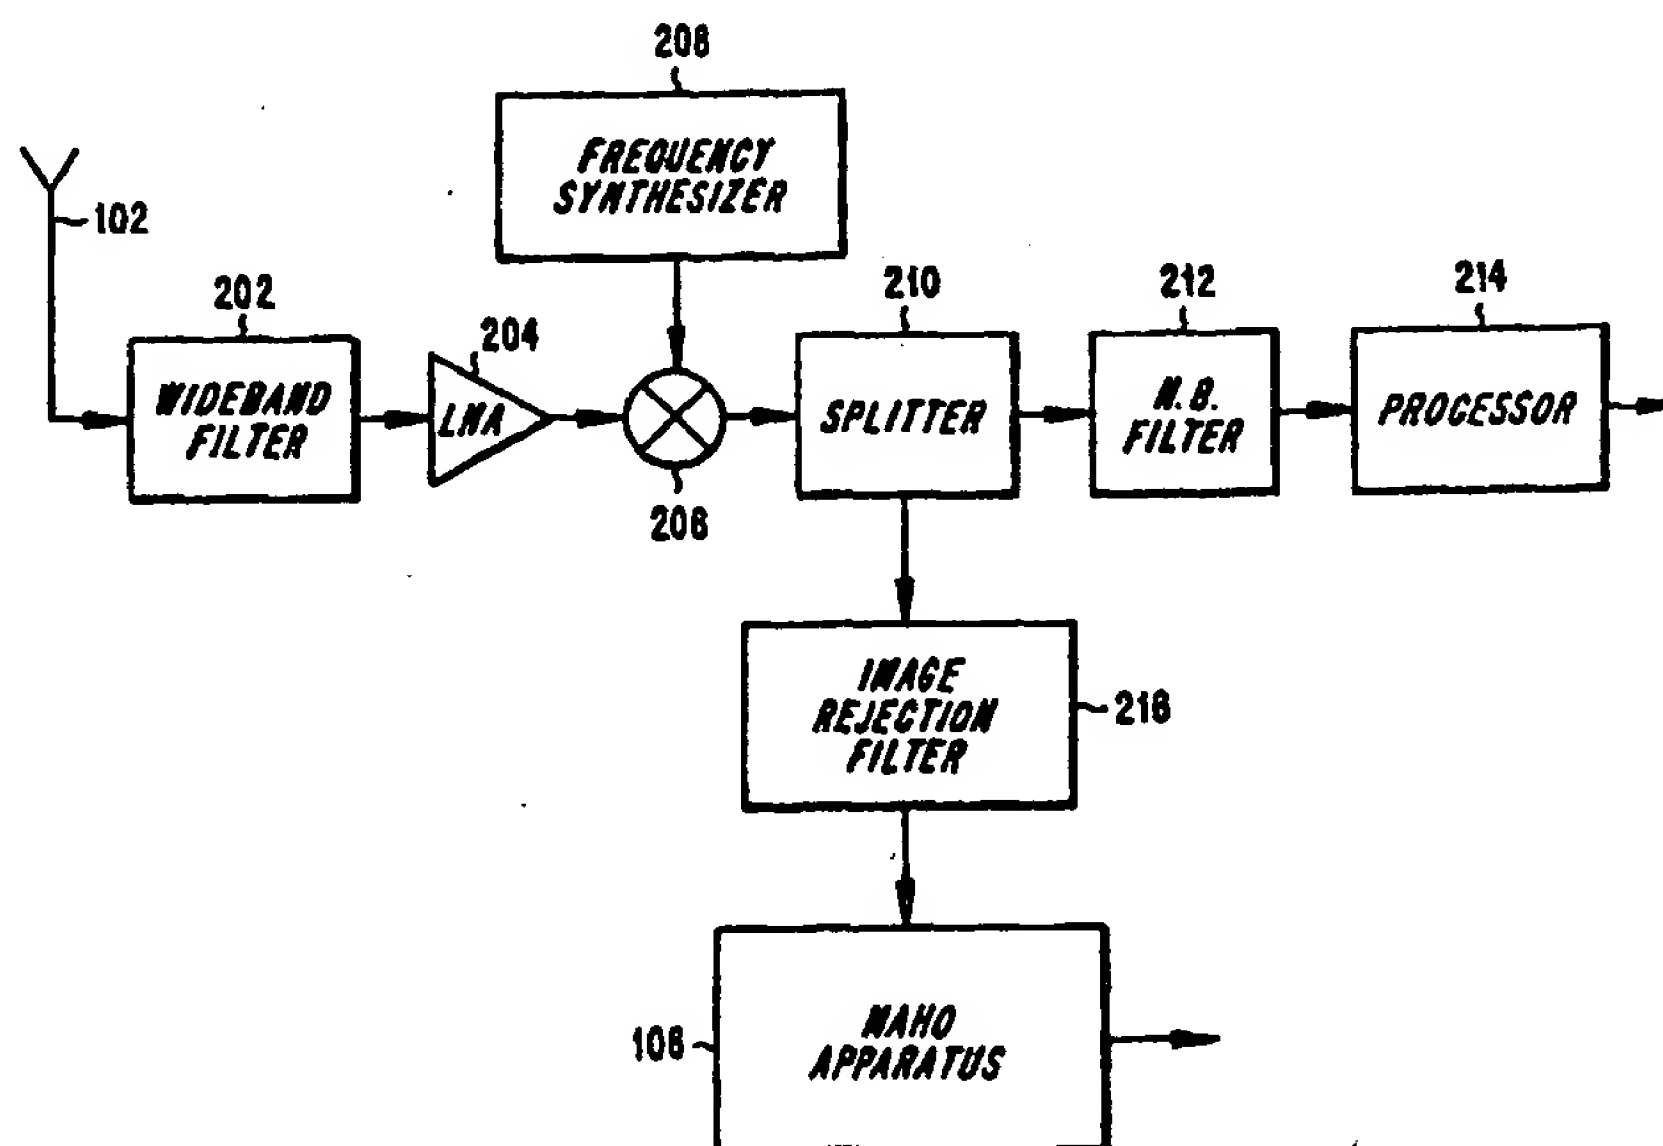 208
FREQUENCY
SYNTHESIZER
102
202
WIDEBAND
FILTER
204
LNA
206
210
SPLITTER
212
N.B.
FILTER
214
PROCESSOR
IMAGE
REJECTION
FILTER
216
106
MAHO
APPARATUS